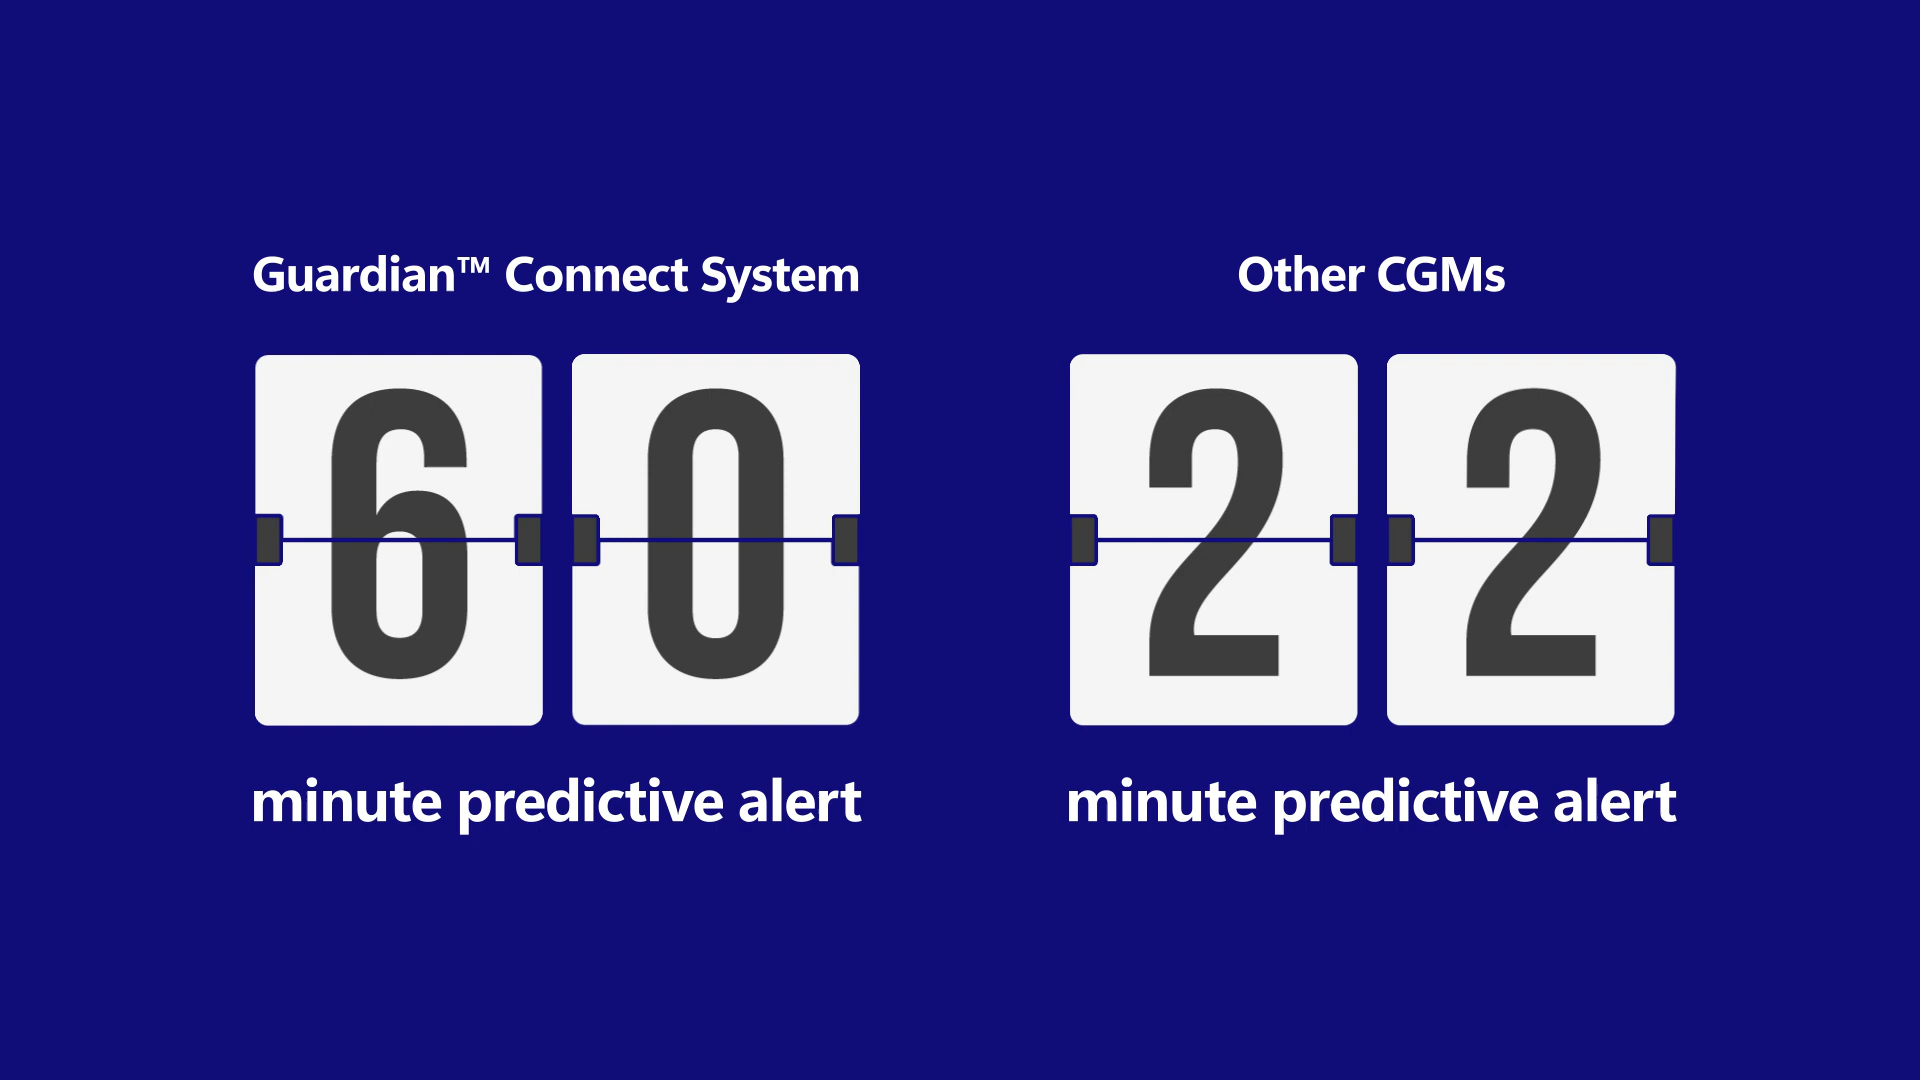 Guardian™ Connect System
60
minute predictive alert
Other CGMs
22
minute predictive alert